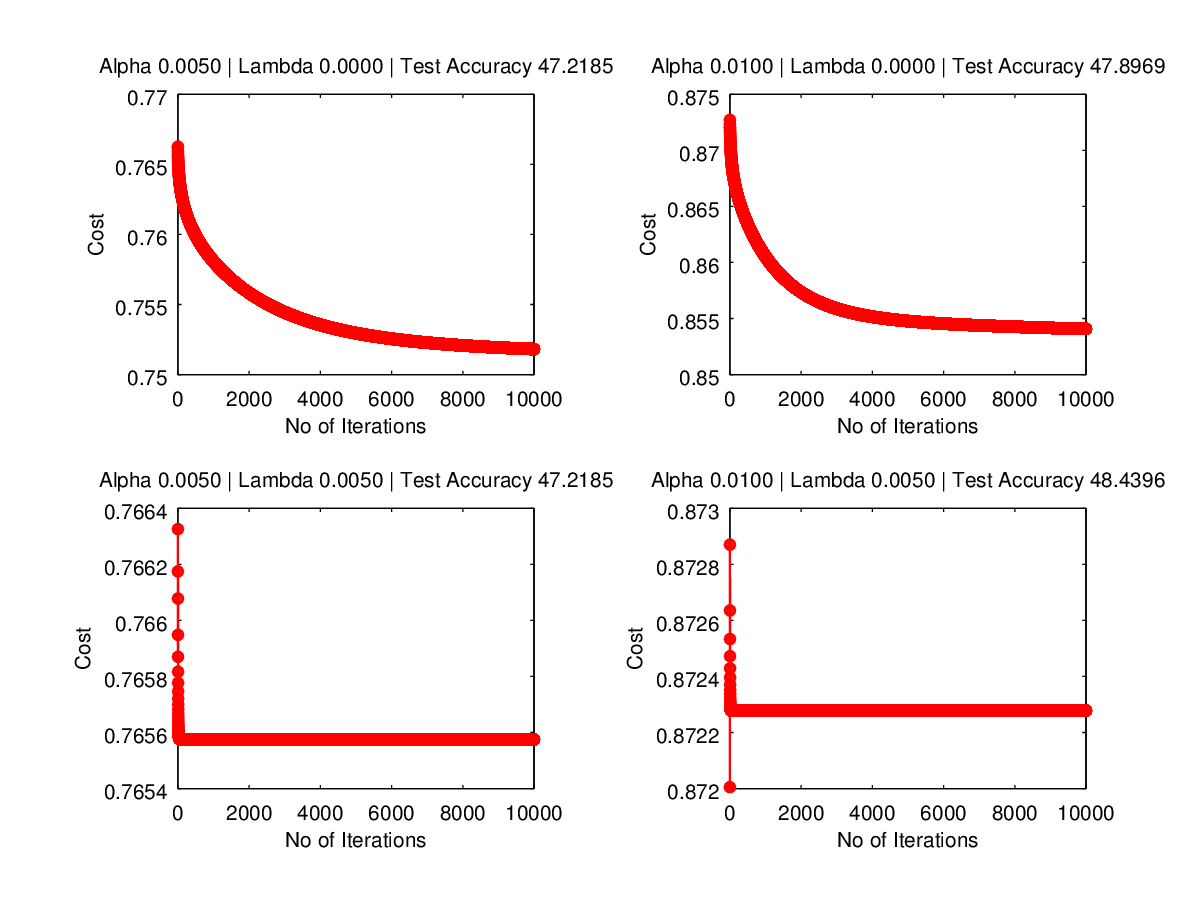 Alpha 0.0050 | Lambda 0.0000 | Test Accuracy 47.2185
0.77
0.765
0.76
0.755
0.75
Cost
0 2000 4000 6000 8000 10000
No of Iterations
Alpha 0.0100 | Lambda 0.0000 | Test Accuracy 47.8969
0.875
0.87
0.865
0.86
0.855
0.85
Cost
0 2000 4000 6000 8000 10000
No of Iterations
Alpha 0.0050 | Lambda 0.0050 | Test Accuracy 47.2185
0.7664
0.7662
0.766
0.7658
0.7656
0.7654
Cost
0 2000 4000 6000 8000 10000
No of Iterations
Alpha 0.0100 | Lambda 0.0050 | Test Accuracy 48.4396
0.873
0.8728
0.8726
0.8724
0.8722
0.872
Cost
0 2000 4000 6000 8000 10000
No of Iterations